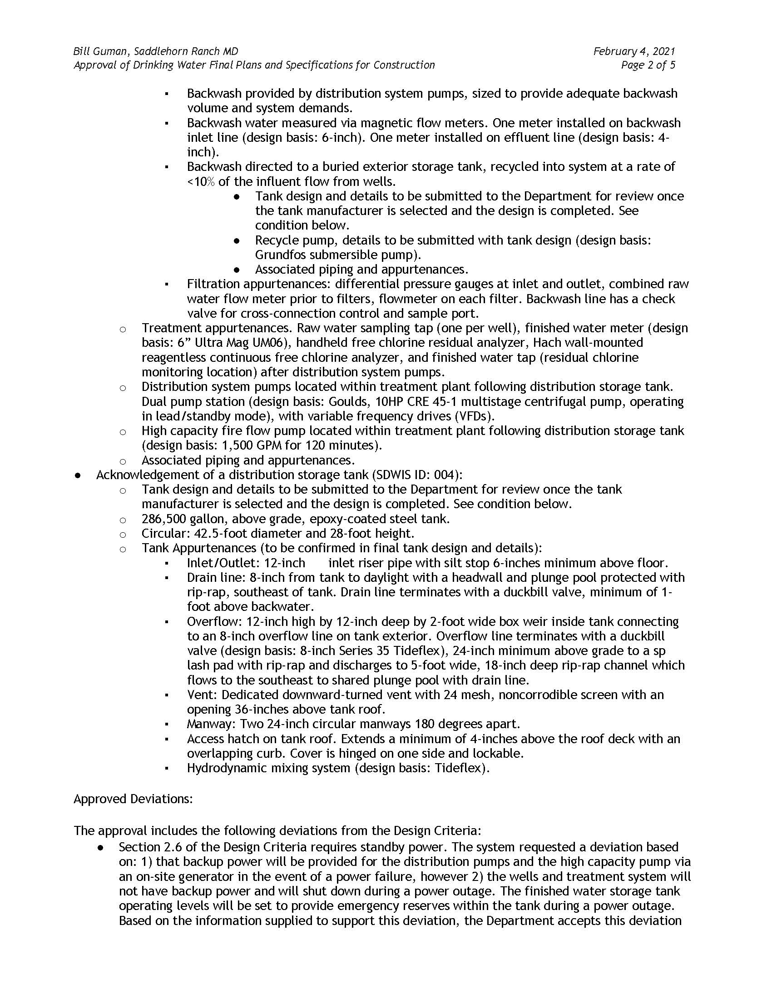 Bill Guman, Saddlehorn Ranch MD February 4, 2021
Approval of Drinking Water Final Plans and Specifications for Construction Page 2 of 5
▪ Backwash provided by distribution system pumps, sized to provide adequate backwash
volume and system demands.
▪ Backwash water measured via magnetic flow meters. One meter installed on backwash
inlet line (design basis: 6-inch). One meter installed on effluent line (design basis: 4-
inch).
▪ Backwash directed to a buried exterior storage tank, recycled into system at a rate of
<10% of the influent flow from wells.
● Tank design and details to be submitted to the Department for review once
the tank manufacturer is selected and the design is completed. See
condition below.
● Recycle pump, details to be submitted with tank design (design basis:
Grundfos submersible pump).
● Associated piping and appurtenances.
▪ Filtration appurtenances: differential pressure gauges at inlet and outlet, combined raw
water flow meter prior to filters, flowmeter on each filter. Backwash line has a check
valve for cross-connection control and sample port.
○ Treatment appurtenances. Raw water sampling tap (one per well), finished water meter (design
basis: 6” Ultra Mag UM06), handheld free chlorine residual analyzer, Hach wall-mounted
reagentless continuous free chlorine analyzer, and finished water tap (residual chlorine
monitoring location) after distribution system pumps.
○ Distribution system pumps located within treatment plant following distribution storage tank.
Dual pump station (design basis: Goulds, 10HP CRE 45-1 multistage centrifugal pump, operating
in lead/standby mode), with variable frequency drives (VFDs).
○ High capacity fire flow pump located within treatment plant following distribution storage tank
(design basis: 1,500 GPM for 120 minutes).
○ Associated piping and appurtenances.
● Acknowledgement of a distribution storage tank (SDWIS ID: 004):
○ Tank design and details to be submitted to the Department for review once the tank
manufacturer is selected and the design is completed. See condition below.
○ 286,500 gallon, above grade, epoxy-coated steel tank.
○ Circular: 42.5-foot diameter and 28-foot height.
○ Tank Appurtenances (to be confirmed in final tank design and details):
▪ Inlet/Outlet: 12-inch inlet riser pipe with silt stop 6-inches minimum above floor.
▪ Drain line: 8-inch from tank to daylight with a headwall and plunge pool protected with
rip-rap, southeast of tank. Drain line terminates with a duckbill valve, minimum of 1-
foot above backwater.
▪ Overflow: 12-inch high by 12-inch deep by 2-foot wide box weir inside tank connecting
to an 8-inch overflow line on tank exterior. Overflow line terminates with a duckbill
valve (design basis: 8-inch Series 35 Tideflex), 24-inch minimum above grade to a sp
lash pad with rip-rap and discharges to 5-foot wide, 18-inch deep rip-rap channel which
flows to the southeast to shared plunge pool with drain line.
▪ Vent: Dedicated downward-turned vent with 24 mesh, noncorrodible screen with an
opening 36-inches above tank roof.
▪ Manway: Two 24-inch circular manways 180 degrees apart.
▪ Access hatch on tank roof. Extends a minimum of 4-inches above the roof deck with an
overlapping curb. Cover is hinged on one side and lockable.
▪ Hydrodynamic mixing system (design basis: Tideflex).
Approved Deviations:
The approval includes the following deviations from the Design Criteria:
● Section 2.6 of the Design Criteria requires standby power. The system requested a deviation based
on: 1) that backup power will be provided for the distribution pumps and the high capacity pump via
an on-site generator in the event of a power failure, however 2) the wells and treatment system will
not have backup power and will shut down during a power outage. The finished water storage tank
operating levels will be set to provide emergency reserves within the tank during a power outage.
Based on the information supplied to support this deviation, the Department accepts this deviation